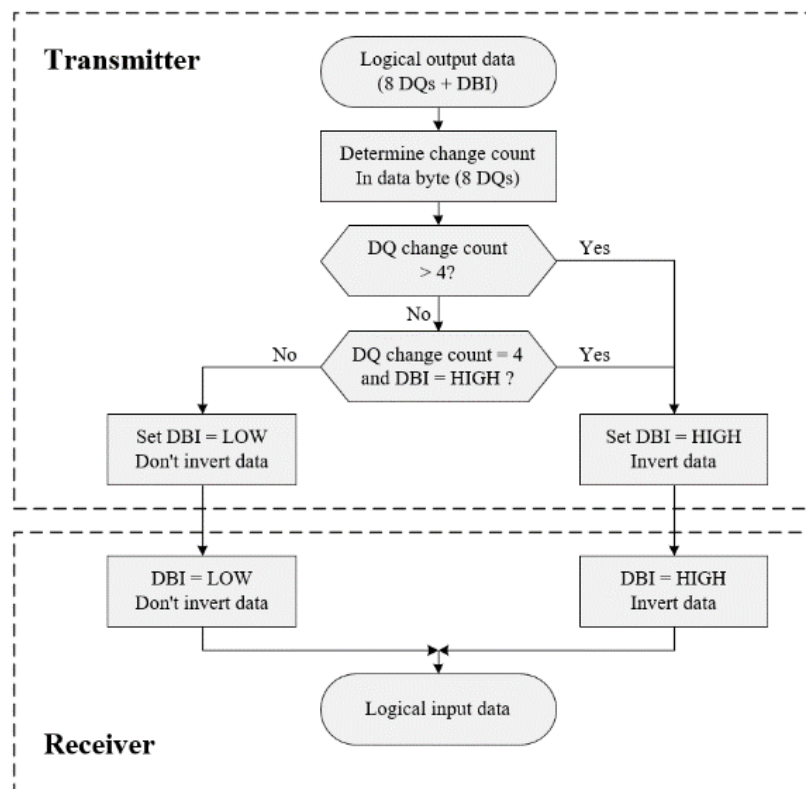 Transmitter
Logical output data
(8 DQs + DBI)
Determine change count
In data byte (8 DQs)
DQ change count
> 4?
Yes
No
DQ change count = 4
and DBI = HIGH ?
No
Yes
Set DBI = LOW
Don't invert data
Set DBI = HIGH
Invert data
DBI = LOW
Don't invert data
DBI = HIGH
Invert data
Logical input data
Receiver